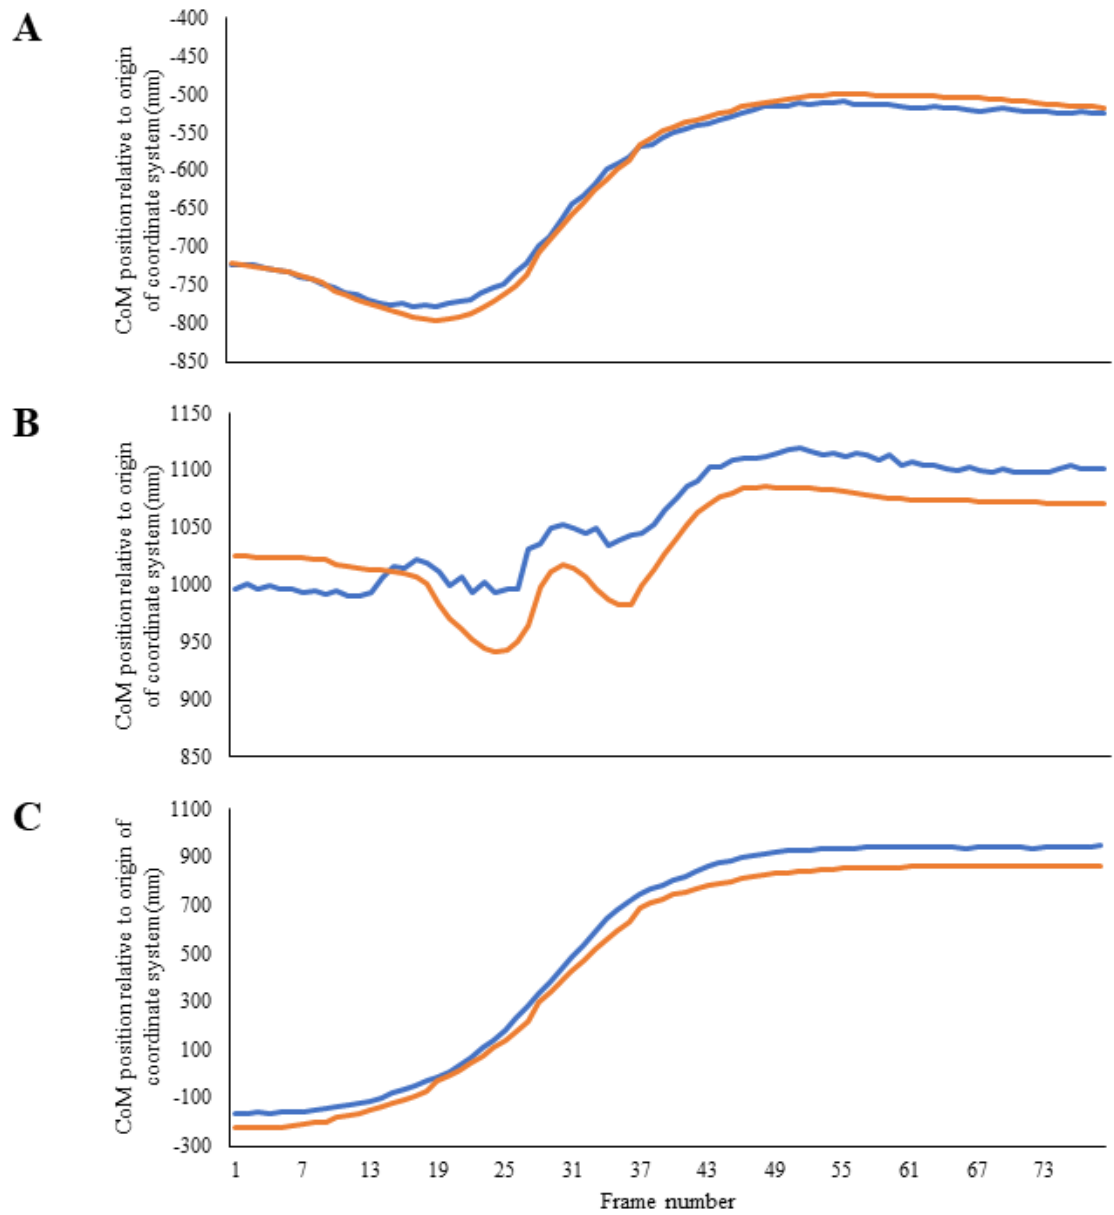 A
CoM position relative to origin
of coordinate system (mm)
-400
-450
-500
-550
-600
-650
-700
-750
-800
-850
B
CoM position relative to origin
of coordinate system (mm)
1150
1100
1050
1000
950
900
850
C
CoM position relative to origin of
coordinate system (mm)
1100
900
700
500
300
100
-100
-300
1 7 13 19 25 31 37 43 49 55 61 67 73
Frame number